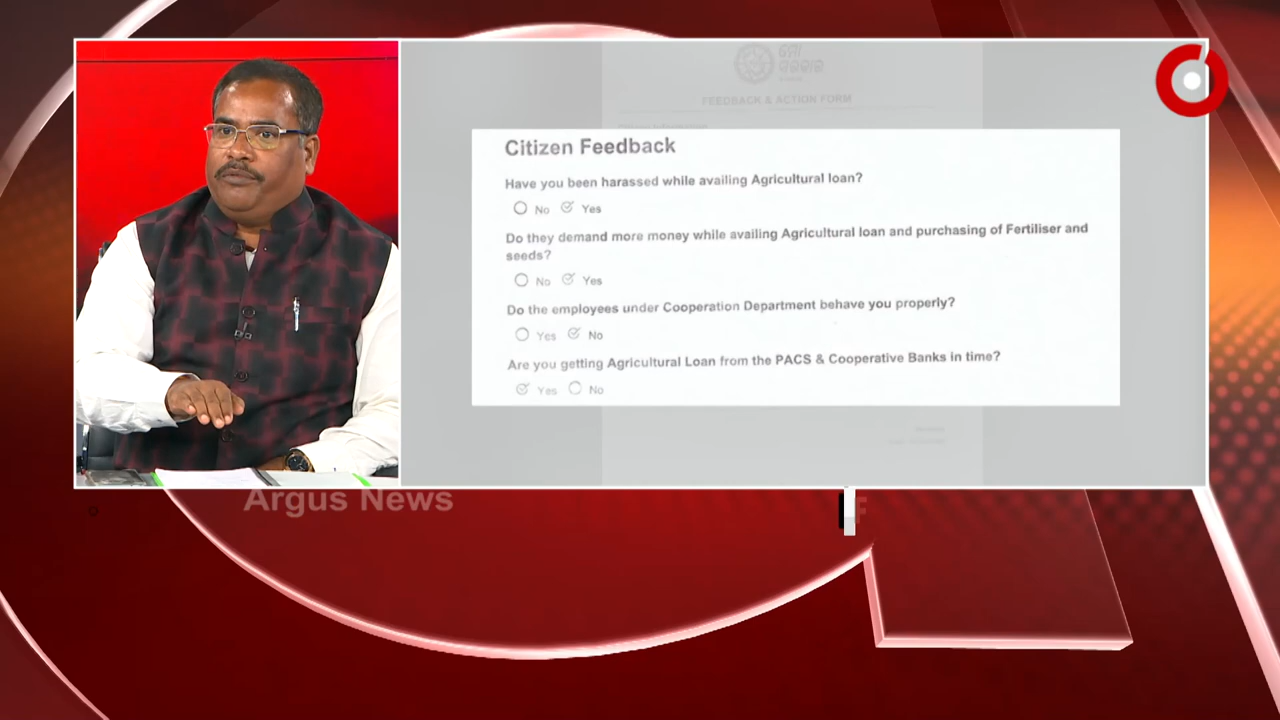 ମୋ
ସରକାର
FEEDBACK & ACTION FORM
Citizen Feedback
Have you been harassed while availing Agricultural loan?
No Yes
Do they demand more money while availing Agricultural loan and purchasing of Fertiliser and
seeds?
No Yes
Do the employees under Cooperation Department behave you properly?
Yes No
Are you getting Agricultural Loan from the PACS & Cooperative Banks in time?
Yes No
Argus News